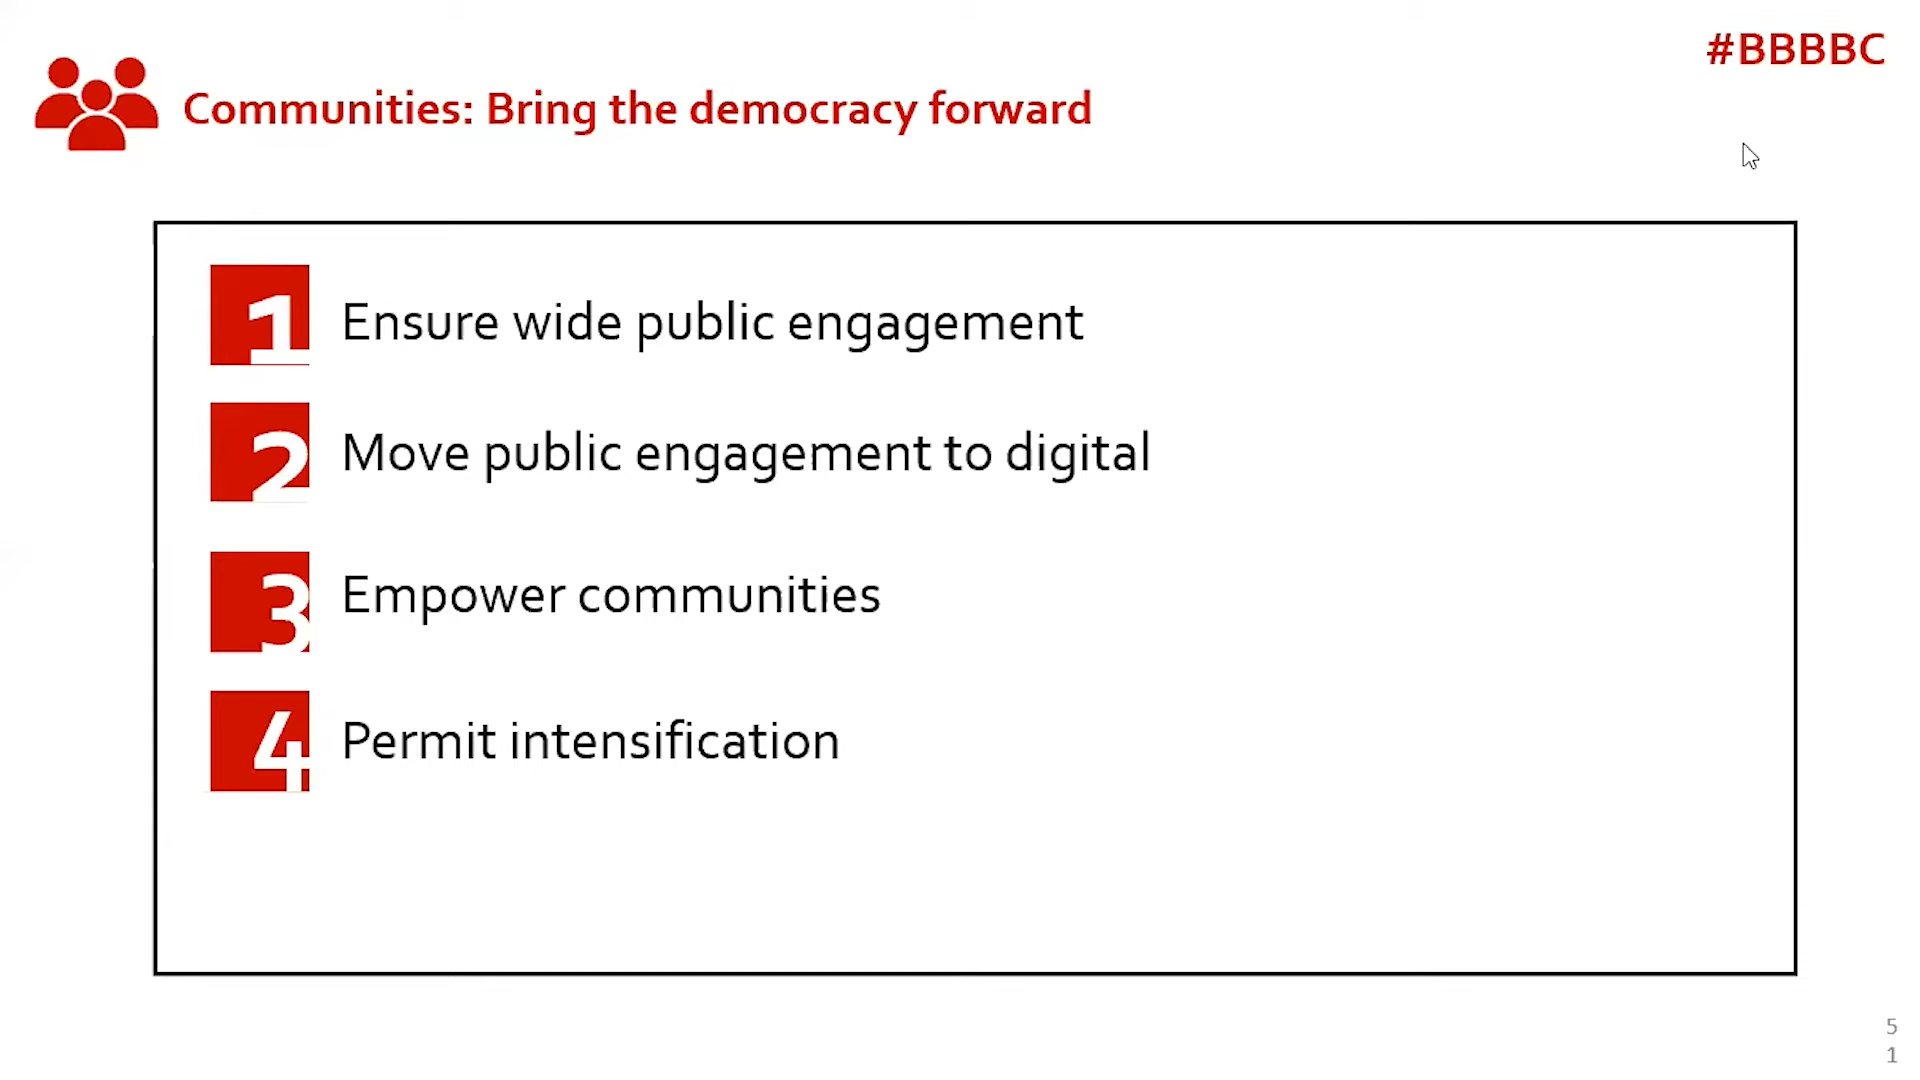 #BBBBC
Communities: Bring the democracy forward
1 Ensure wide public engagement
2 Move public engagement to digital
3 Empower communities
4 Permit intensification
5
1